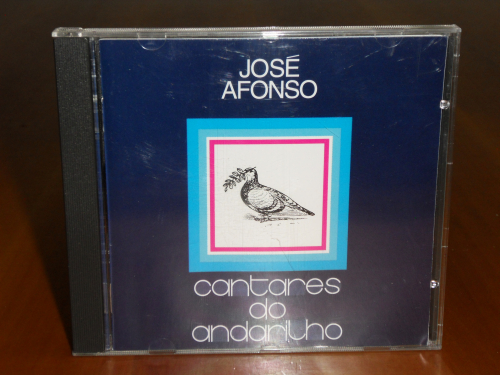 JOSÉ
AFONSO
cantares
do
andarilho